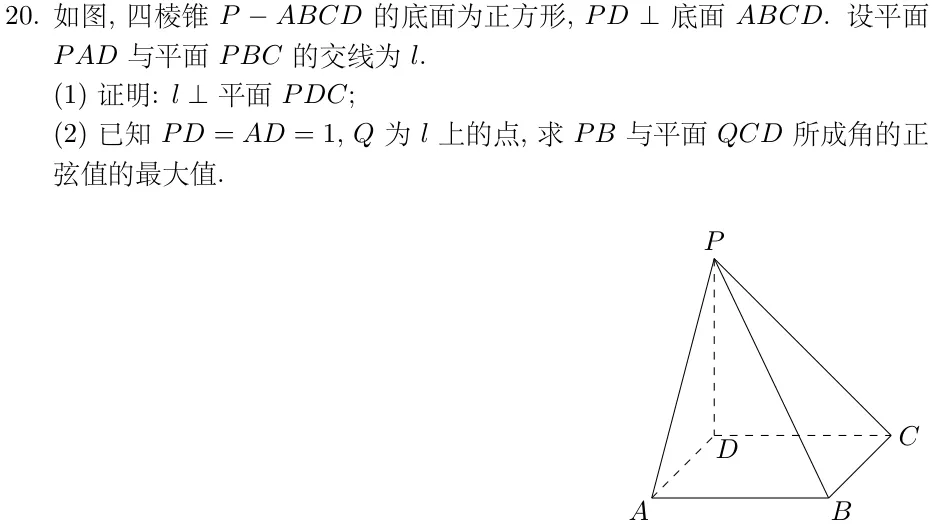 20. 如图, 四棱锥 P − ABCD 的底面为正方形, PD ⊥ 底面 ABCD. 设平面
PAD 与平面 PBC 的交线为 l.
(1) 证明: l ⊥ 平面 PDC;
(2) 已知 PD = AD = 1, Q 为 l 上的点, 求 PB 与平面 QCD 所成角的正
弦值的最大值.
P
D
C
A
B